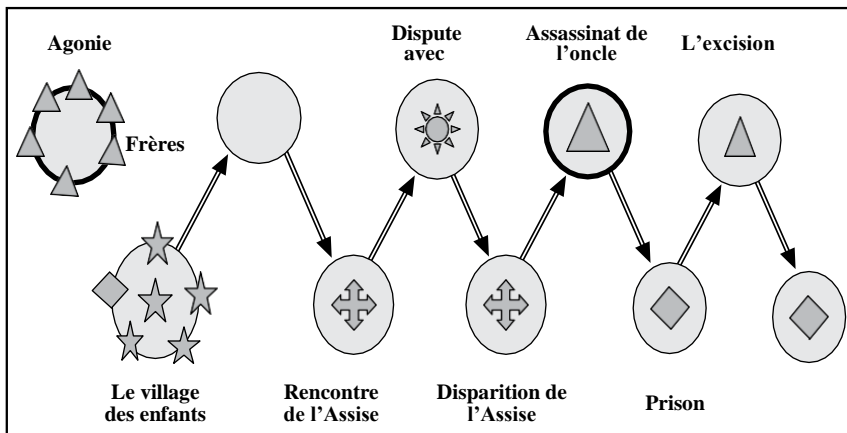 Agonie
Frères
Dispute
avec
Assassinat de
l'oncle
L'excision
Le village
des enfants
Rencontre
de l'Assise
Disparition de
l'Assise
Prison